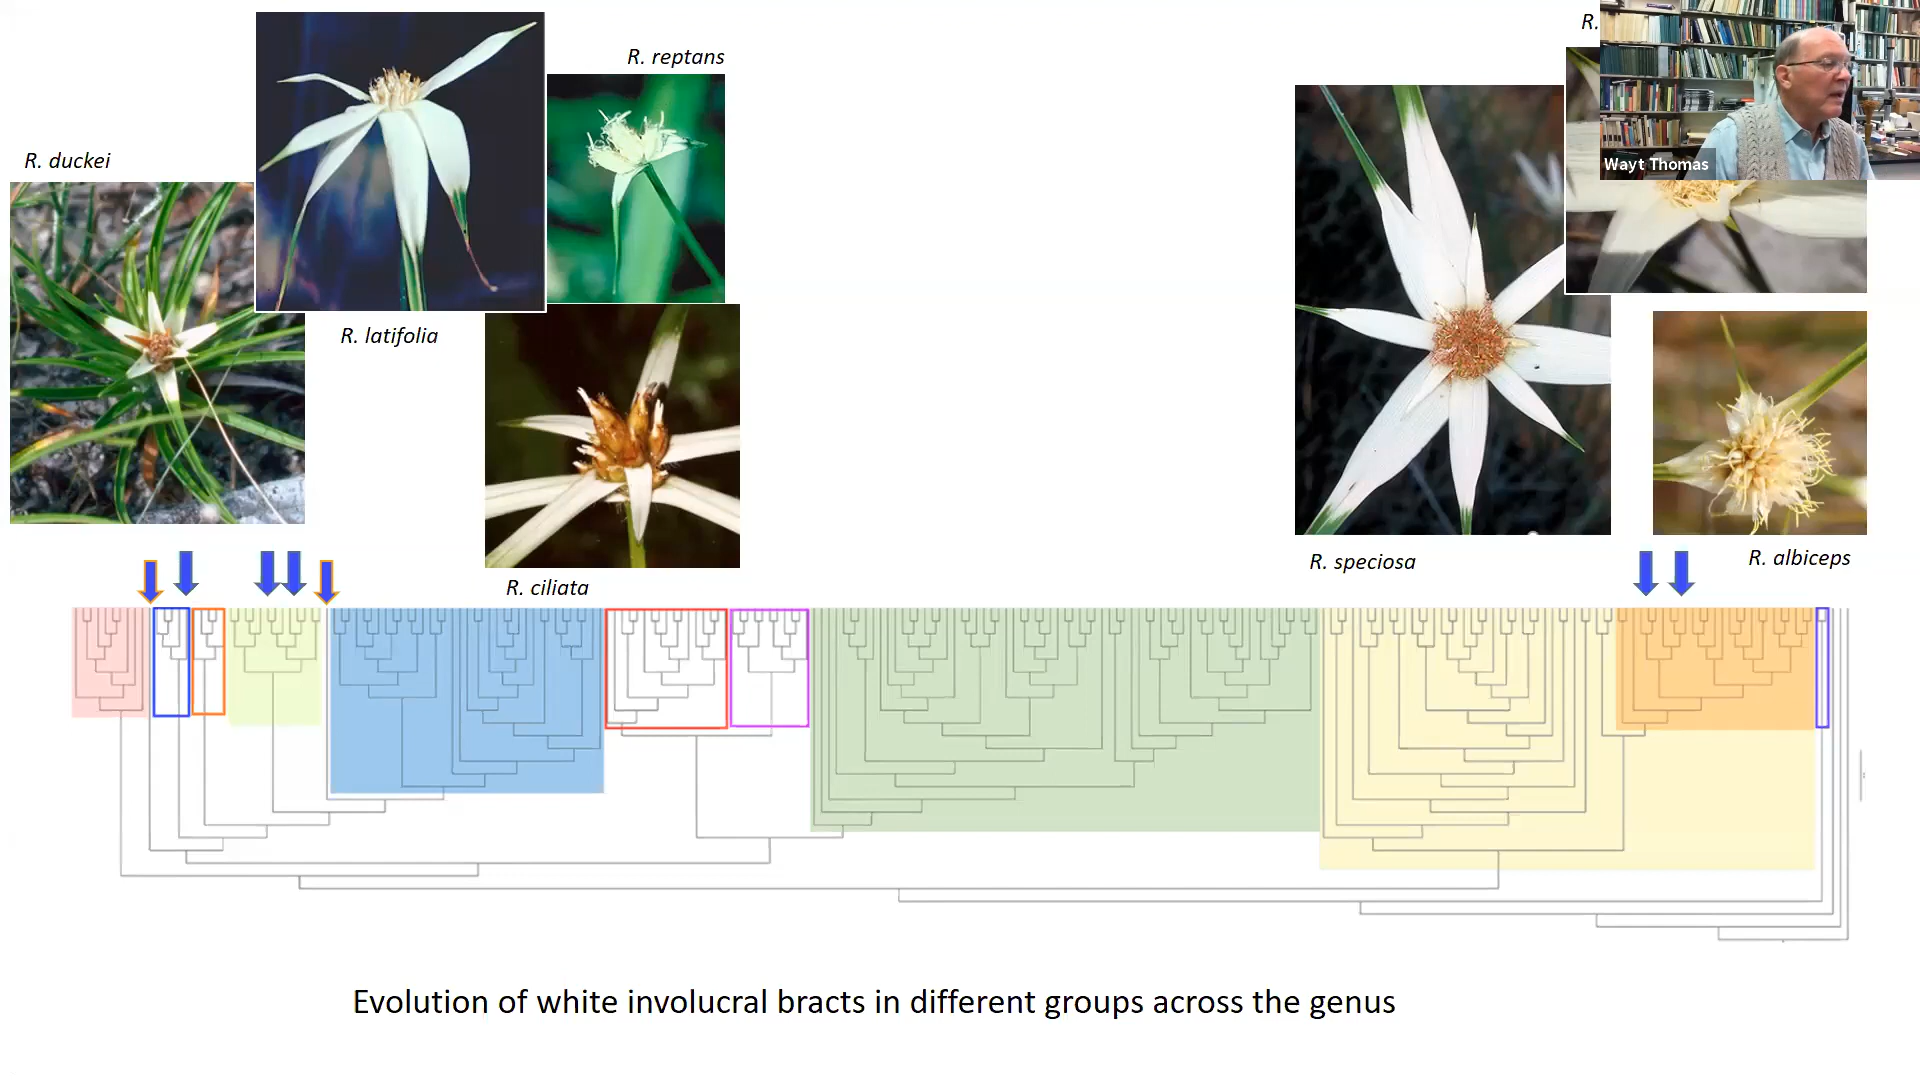 R. reptans
R.
Wayt Thomas
R. duckei
R. latifolia
R. speciosa
R. albiceps
R. ciliata
Evolution of white involucral bracts in different groups across the genus